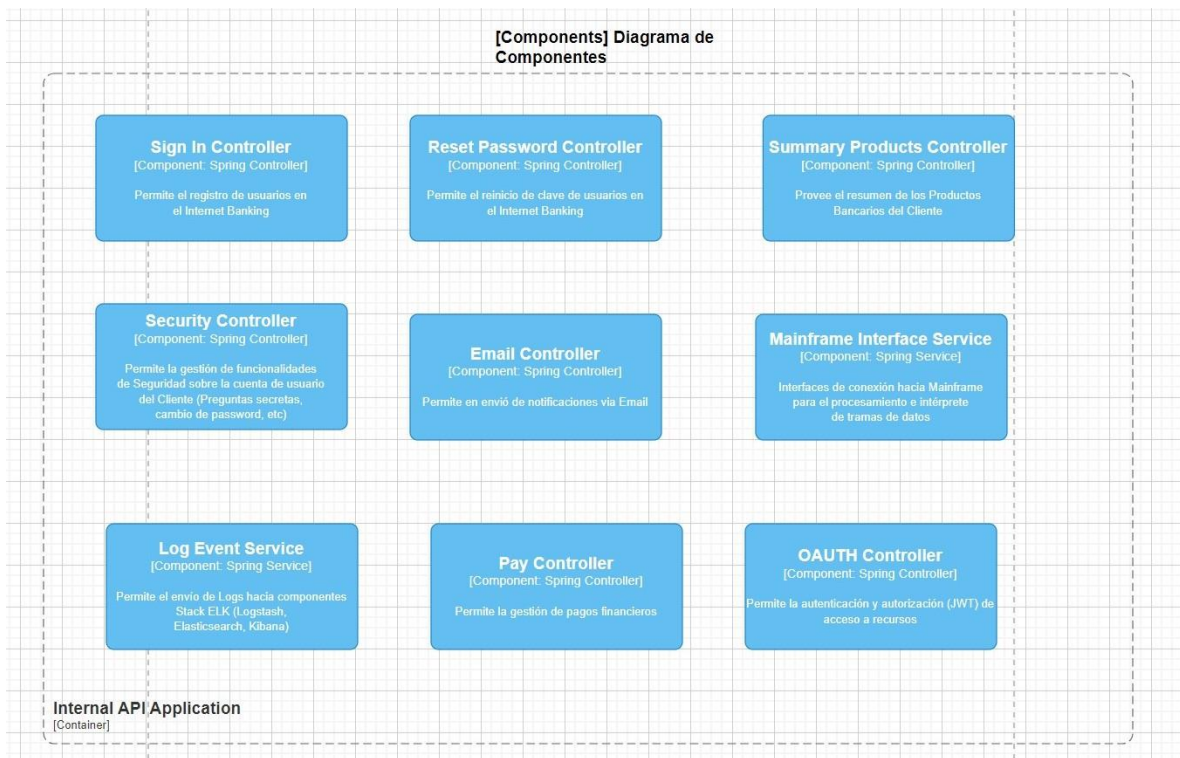 [Components] Diagrama de
Componentes
Sign In Controller
[Component: Spring Controller]
Permite el registro de usuarios en
el Internet Banking
Reset Password Controller
[Component: Spring Controller]
Permite el reinicio de clave de usuarios en
el Internet Banking
Summary Products Controller
[Component: Spring Controller]
Provee el resumen de los Productos
Bancarios del Cliente
Security Controller
[Component: Spring Controller]
Permite la gestión de funcionalidades
de Seguridad sobre la cuenta de usuario
del Cliente (Preguntas secretas,
cambio de password, etc)
Email Controller
[Component: Spring Controller]
Permite en envió de notificaciones via Email
Mainframe Interface Service
[Component: Spring Service]
Interfaces de conexión hacia Mainframe
para el procesamiento e intérprete
de tramas de datos
Log Event Service
[Component: Spring Service]
Permite el envío de Logs hacia componentes
Stack ELK (Logstash,
Elasticsearch, Kibana)
Pay Controller
[Component: Spring Controller]
Permite la gestión de pagos financieros
OAUTH Controller
[Component: Spring Controller]
Permite la autenticación y autorización (JWT) de
acceso a recursos
Internal API Application
[Container]